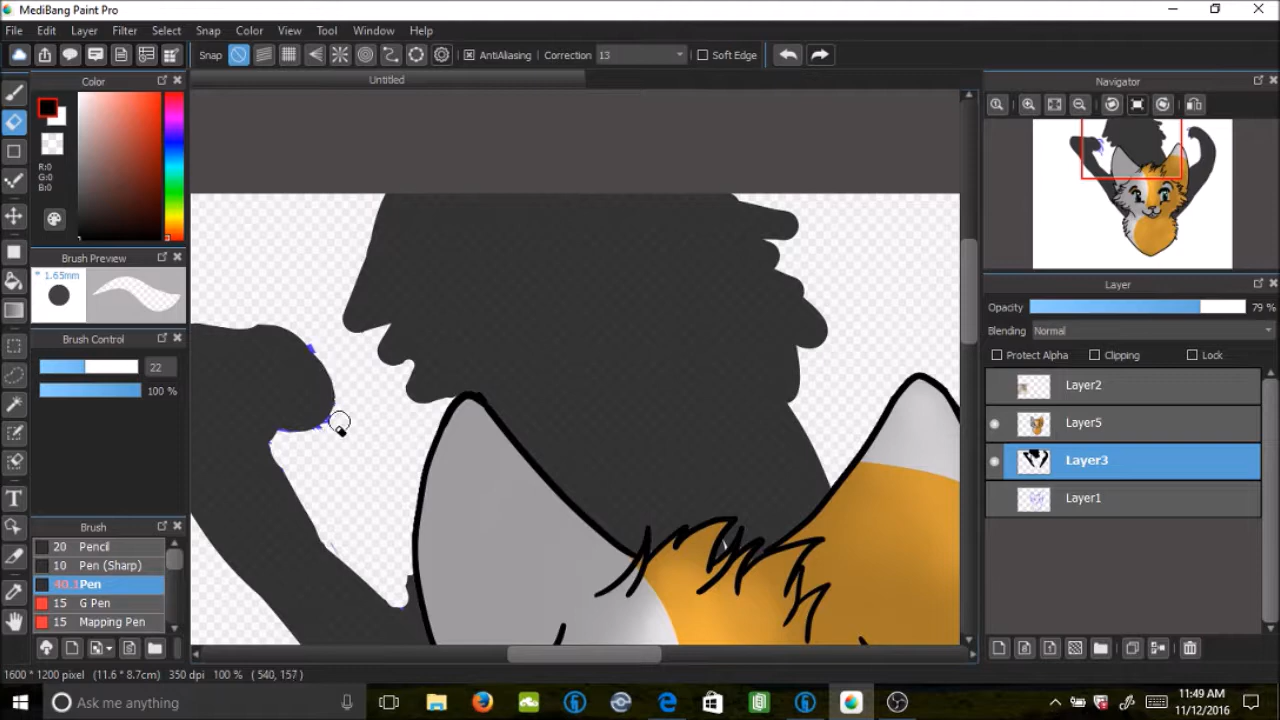 MediBang Paint Pro
File Edit Layer Filter Select Snap Color View Tool Window Help
Snap AntiAliasing Correction 13 Soft Edge
Color Untitled Navigator
R:0
G:0
B:0
Brush Preview
* 1.65mm
Brush Control
22
100 %
Layer
Opacity 79 %
Blending Normal
Protect Alpha Clipping Lock
Layer2
Layer5
Layer3
Layer1
Brush
20 Pencil
10 Pen (Sharp)
40.1 Pen
15 G Pen
15 Mapping Pen
1600 * 1200 pixel (11.6 * 8.7cm) 350 dpi 100 % ( 540, 157)
Ask me anything
11:49 AM
11/12/2016